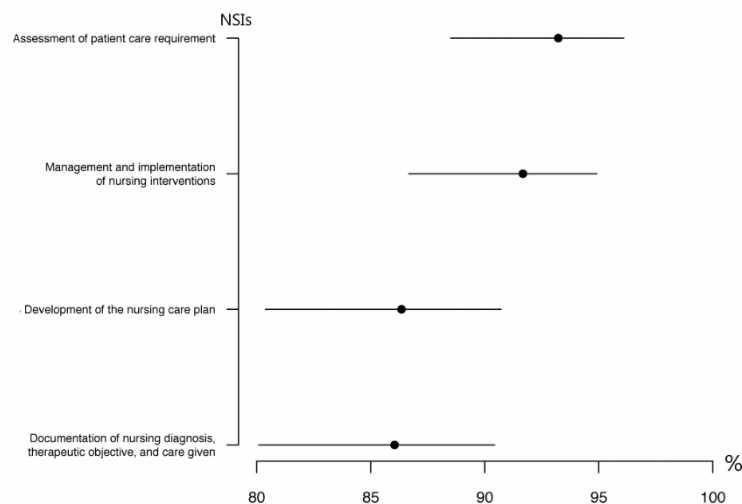 NSIs
Assessment of patient care requirement
Management and implementation
of nursing interventions
Development of the nursing care plan
Documentation of nursing diagnosis,
therapeutic objective, and care given
80 85 90 95 100 %